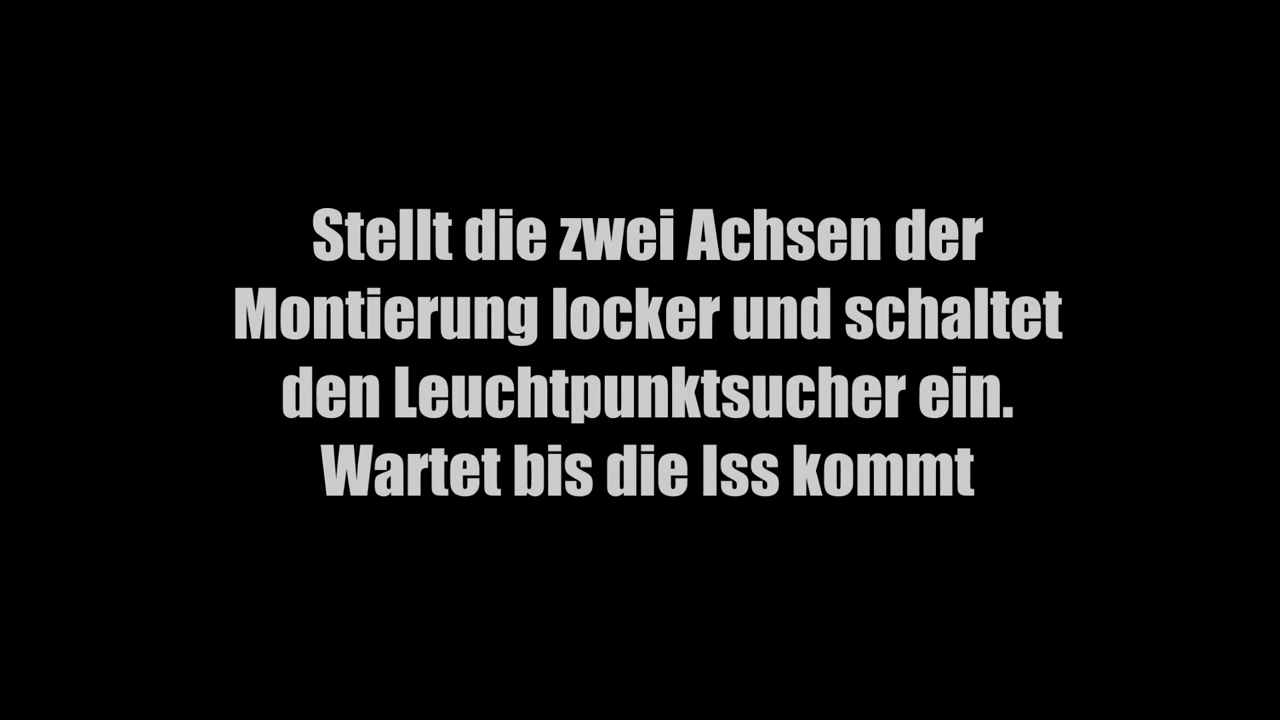 Stellt die zwei Achsen der
Montierung locker und schaltet
den Leuchtpunktsucher ein.
Wartet bis die Iss kommt